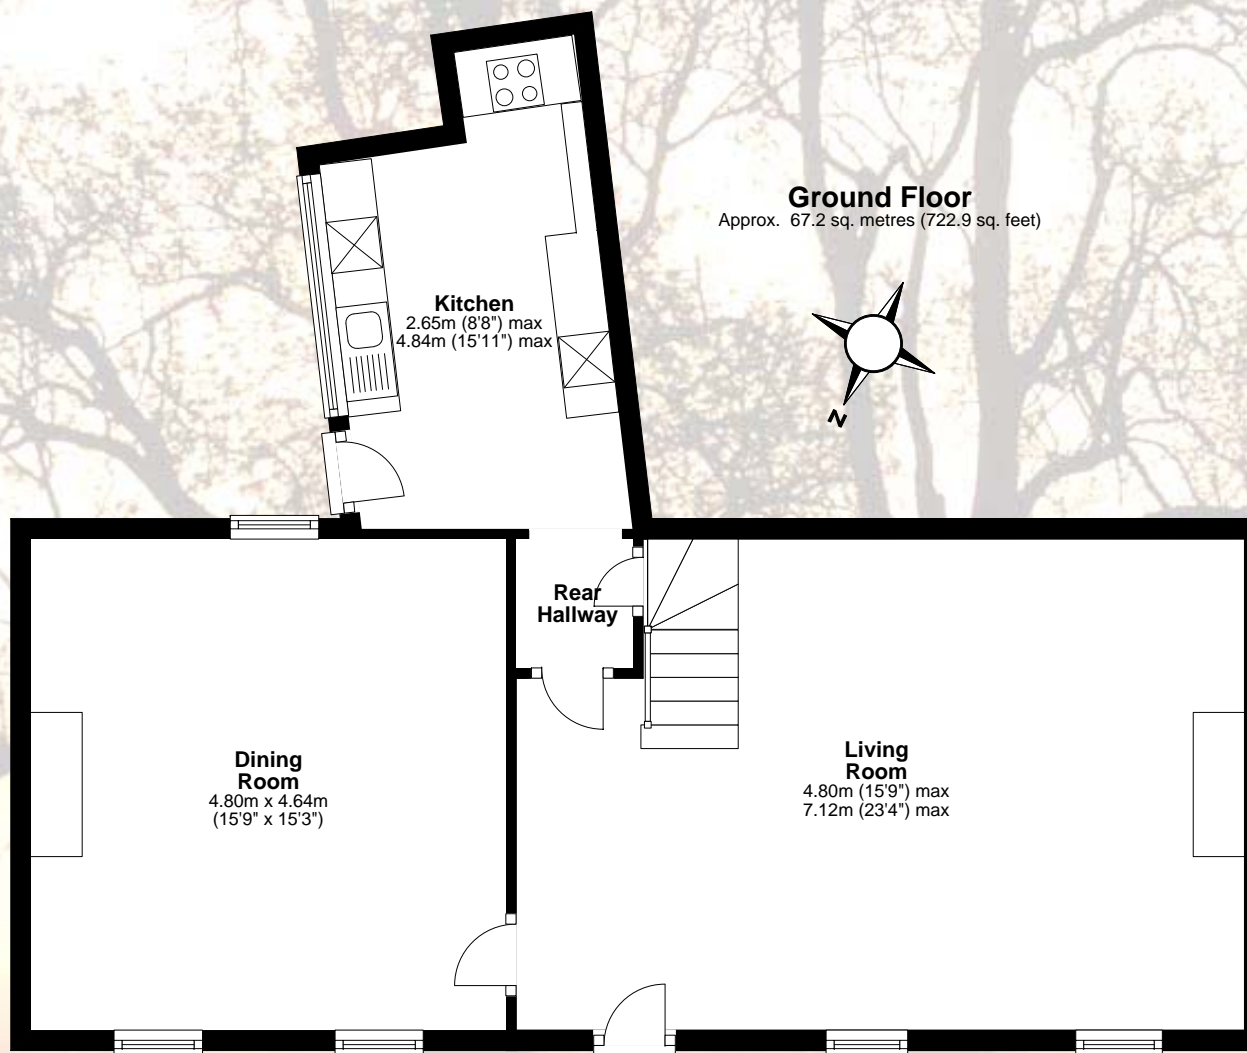 Ground Floor
Approx. 67.2 sq. metres (722.9 sq. feet)
Kitchen
2.65m (8'8") max
4.84m (15'11") max
N
Rear
Hallway
Dining
Room
4.80m x 4.64m
(15'9" x 15'3")
Living
Room
4.80m (15'9") max
7.12m (23'4") max